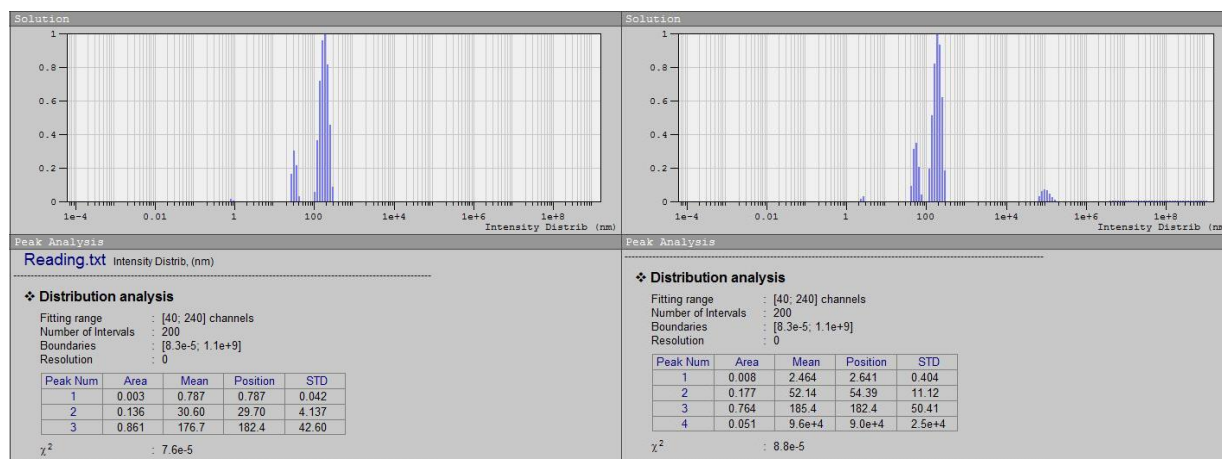 Solution
1
0.8
0.6
0.4
0.2
0
1e-4 0.01 1 100 1e+4 1e+6 1e+8
Intensity Distrib (nm)
Peak Analysis
Reading.txt Intensity Distrib, (nm)
❖ Distribution analysis
Fitting range : [40; 240] channels
Number of Intervals : 200
Boundaries : [8.3e-5; 1.1e+9]
Resolution : 0
Peak Num Area Mean Position STD
1 0.003 0.787 0.787 0.042
2 0.136 30.60 29.70 4.137
3 0.861 176.7 182.4 42.60
χ² : 7.6e-5
Solution
1
0.8
0.6
0.4
0.2
0
1e-4 0.01 1 100 1e+4 1e+6 1e+8
Intensity Distrib (nm
Peak Analysis
❖ Distribution analysis
Fitting range : [40; 240] channels
Number of Intervals : 200
Boundaries : [8.3e-5; 1.1e+9]
Resolution : 0
Peak Num Area Mean Position STD
1 0.008 2.464 2.641 0.404
2 0.177 52.14 54.39 11.12
3 0.764 185.4 182.4 50.41
4 0.051 9.6e+4 9.0e+4 2.5e+4
χ² : 8.8e-5